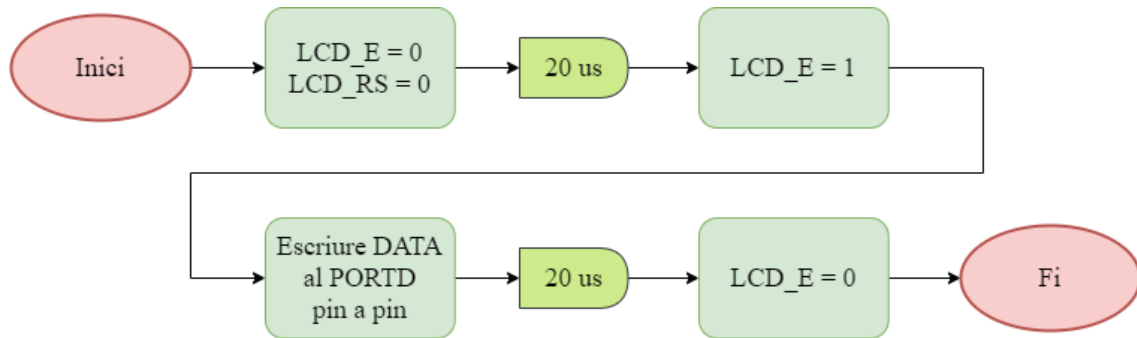 Inici
LCD_E = 0
LCD_RS = 0
20 us
LCD_E = 1
Escriure DATA
al PORTD
pin a pin
20 us
LCD_E = 0
Fi